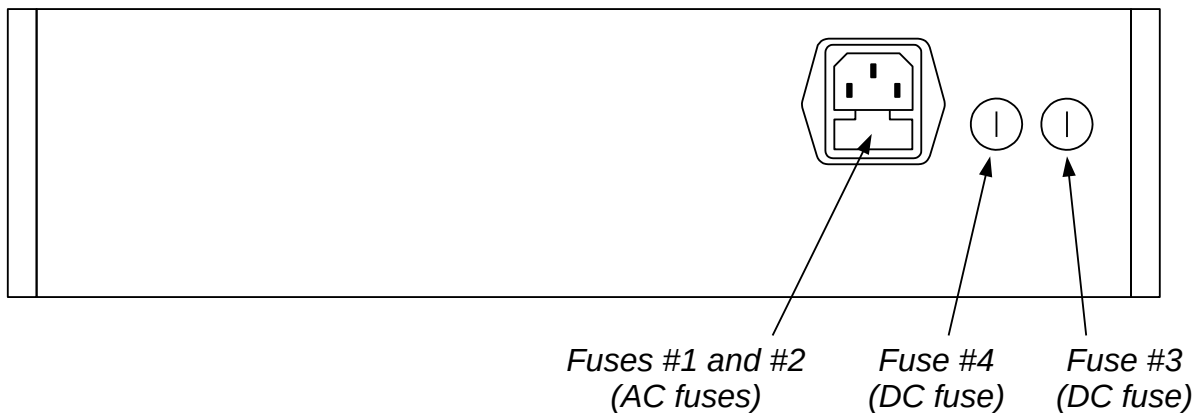 Fuses #1 and #2
(AC fuses)
Fuse #4
(DC fuse)
Fuse #3
(DC fuse)